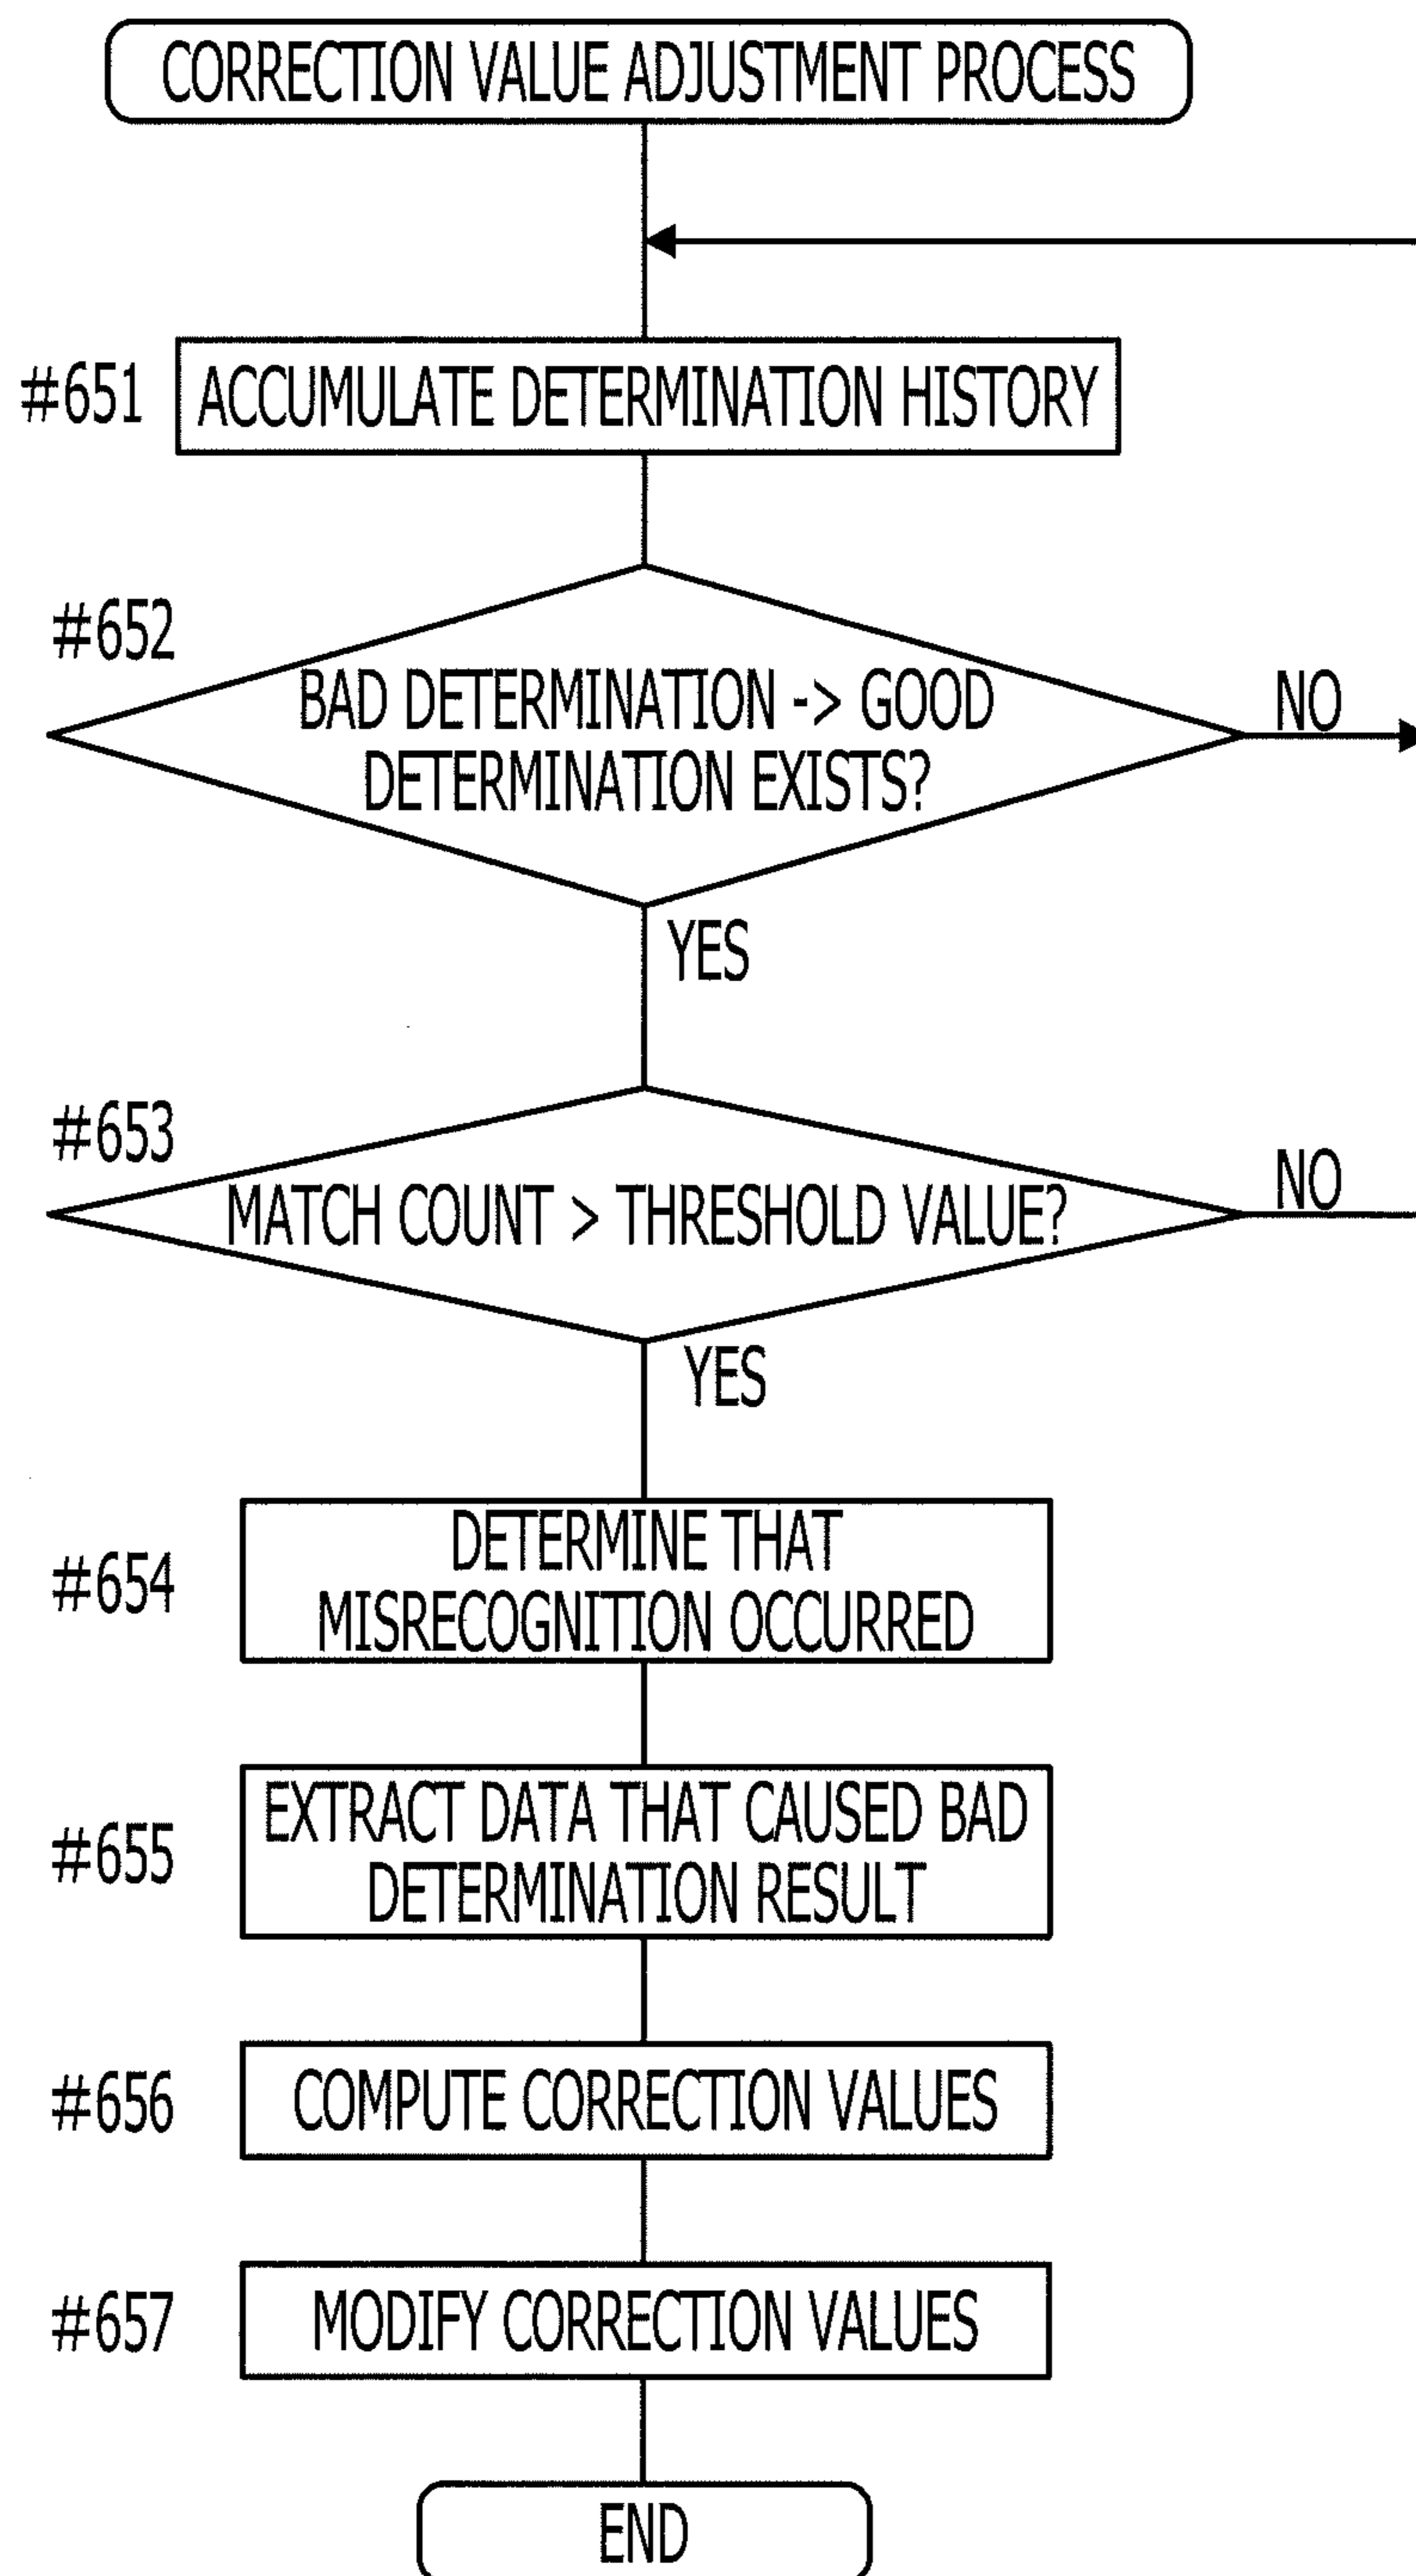 CORRECTION VALUE ADJUSTMENT PROCESS
#651
ACCUMULATE DETERMINATION HISTORY
#652
BAD DETERMINATION -> GOOD
DETERMINATION EXISTS?
NO
YES
#653
MATCH COUNT > THRESHOLD VALUE?
NO
YES
#654
DETERMINE THAT
MISRECOGNITION OCCURRED
#655
EXTRACT DATA THAT CAUSED BAD
DETERMINATION RESULT
#656
COMPUTE CORRECTION VALUES
#657
MODIFY CORRECTION VALUES
END